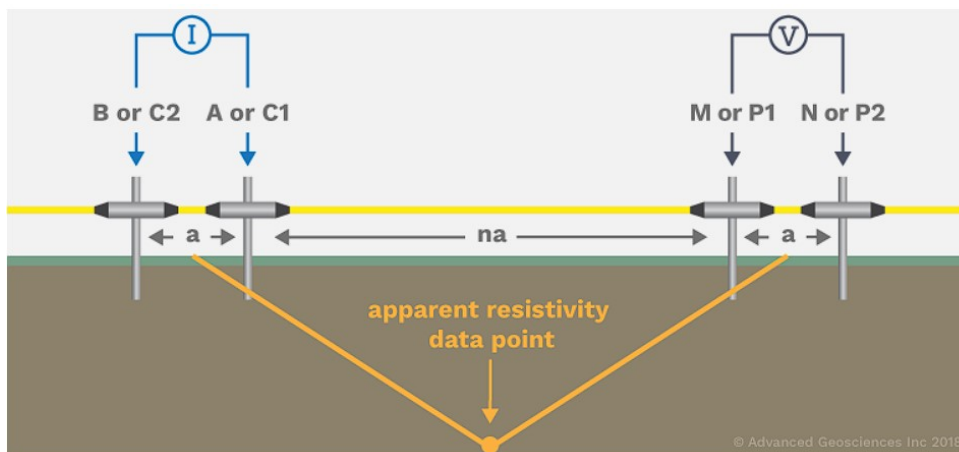 I
V
B or C2
A or C1
M or P1
N or P2
a
na
a
apparent resistivity
data point
© Advanced Geosciences Inc 2018